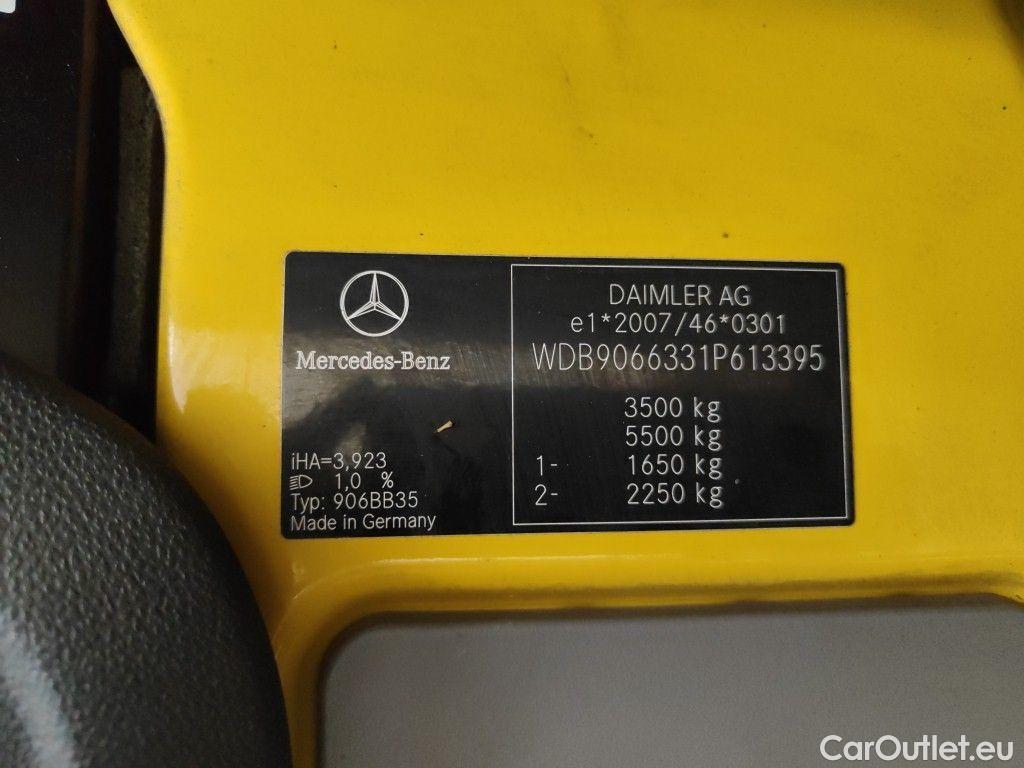 Mercedes-Benz
iHA=3,923
1,0 %
Typ: 906BB35
Made in Germany
DAIMLER AG
e1*2007/46*0301
WDB9066331P613395
3500 kg
5500 kg
1- 1650 kg
2- 2250 kg
CarOutlet.eu